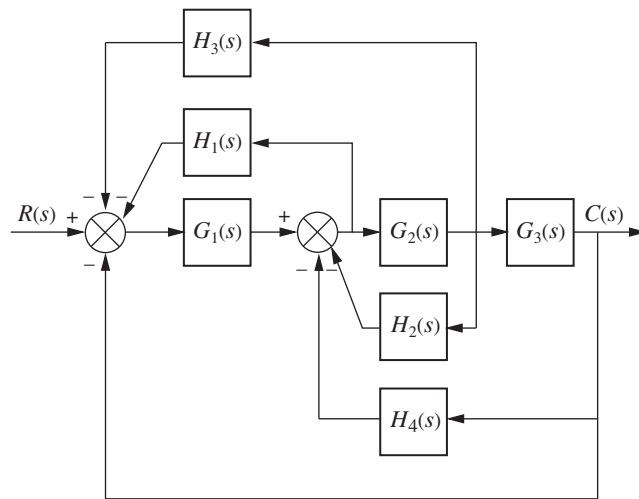 H₃(s)
H₁(s)
− −
R(s) + G₁(s) + G₂(s) G₃(s) C(s)
−
− −
H₂(s)
H₄(s)